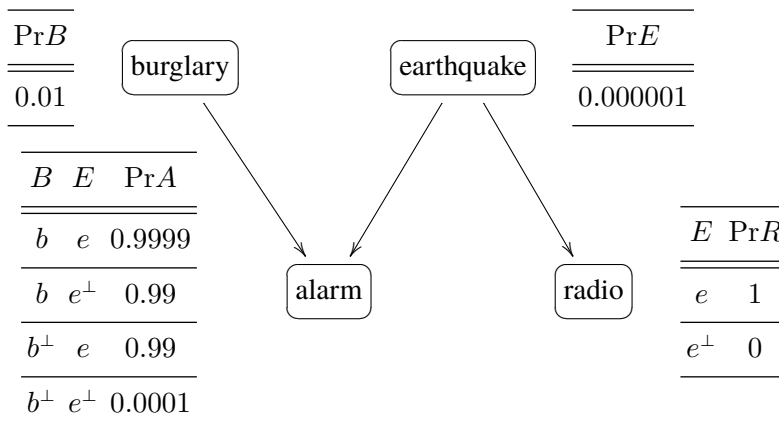 PrB
0.01
burglary
earthquake
PrE
0.000001
B E PrA
b e 0.9999
b e⊥ 0.99
b⊥ e 0.99
b⊥ e⊥ 0.0001
alarm
radio
E PrR
e 1
e⊥ 0